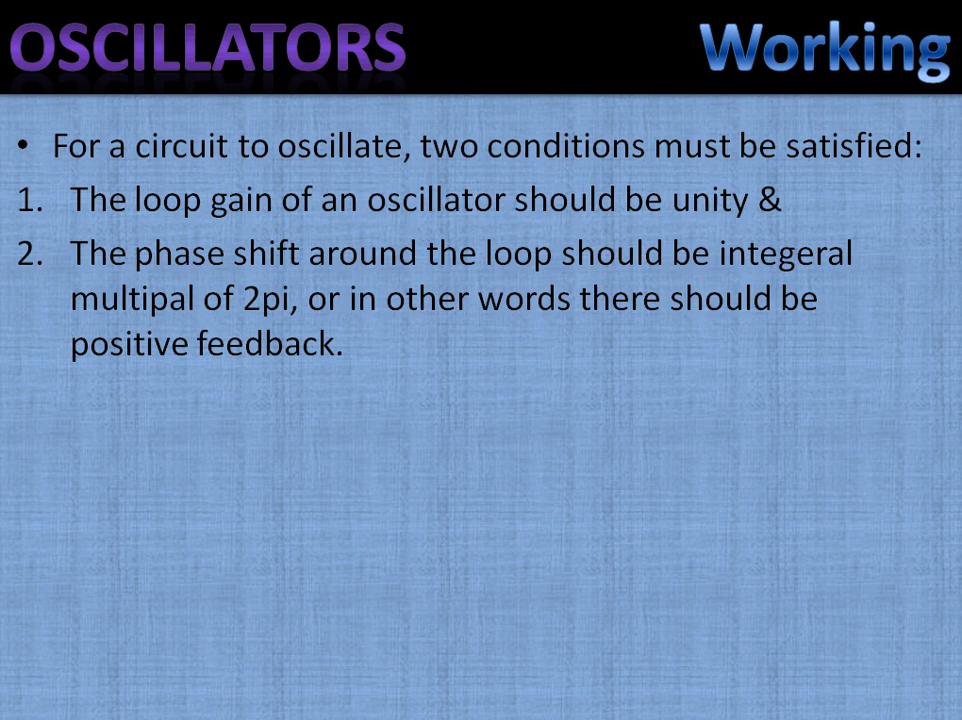 OSCILLATORS Working
• For a circuit to oscillate, two conditions must be satisfied:
1. The loop gain of an oscillator should be unity &
2. The phase shift around the loop should be integeral
multipal of 2pi, or in other words there should be
positive feedback.